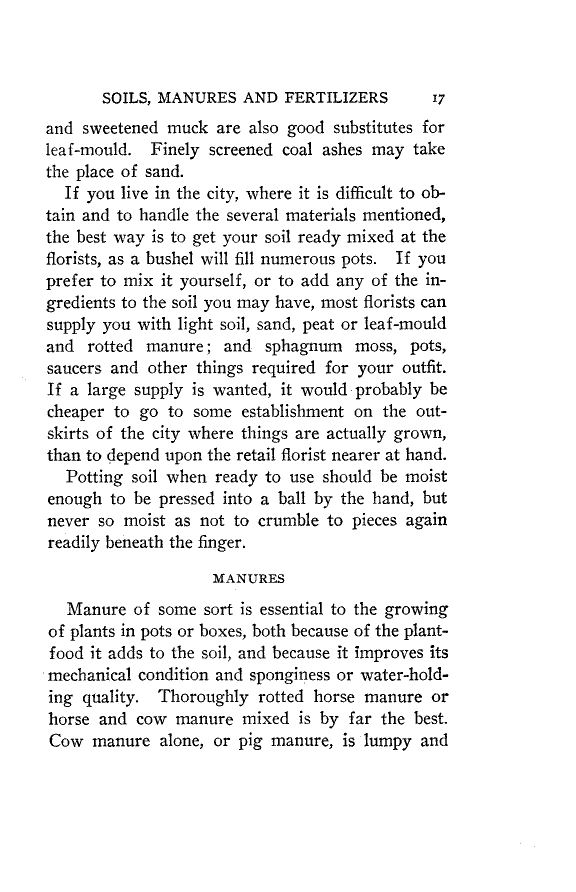 SOILS, MANURES AND FERTILIZERS 17
and sweetened muck are also good substitutes for
leaf-mould. Finely screened coal ashes may take
the place of sand.
If you live in the city, where it is difficult to ob-
tain and to handle the several materials mentioned,
the best way is to get your soil ready mixed at the
florists, as a bushel will fill numerous pots. If you
prefer to mix it yourself, or to add any of the in-
gredients to the soil you may have, most florists can
supply you with light soil, sand, peat or leaf-mould
and rotted manure; and sphagnum moss, pots,
saucers and other things required for your outfit.
If a large supply is wanted, it would probably be
cheaper to go to some establishment on the out-
skirts of the city where things are actually grown,
than to depend upon the retail florist nearer at hand.
Potting soil when ready to use should be moist
enough to be pressed into a ball by the hand, but
never so moist as not to crumble to pieces again
readily beneath the finger.
MANURES
Manure of some sort is essential to the growing
of plants in pots or boxes, both because of the plant-
food it adds to the soil, and because it improves its
mechanical condition and sponginess or water-hold-
ing quality. Thoroughly rotted horse manure or
horse and cow manure mixed is by far the best.
Cow manure alone, or pig manure, is lumpy and